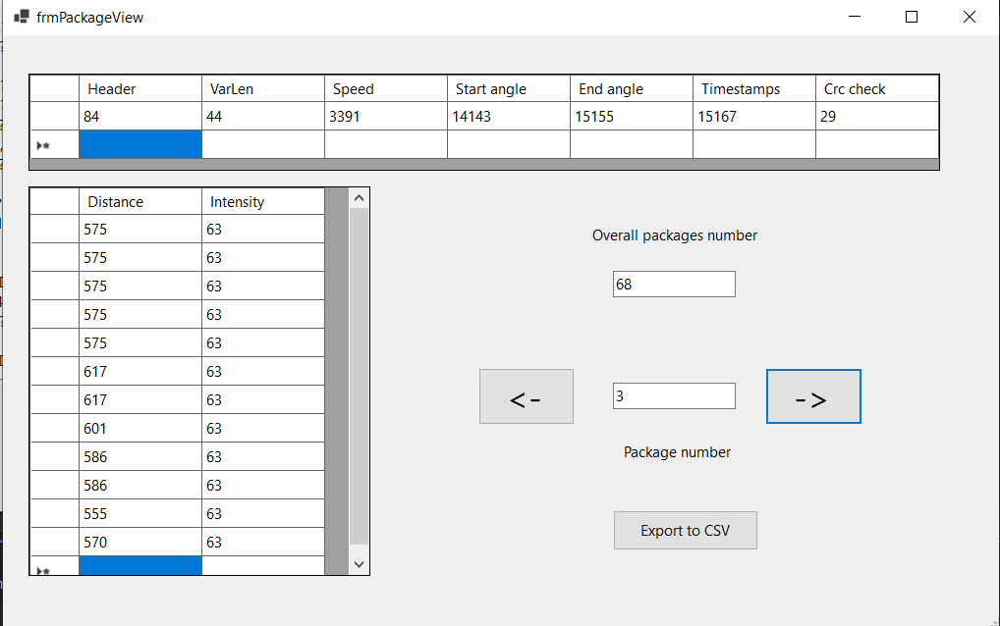 frmPackageView
Header VarLen Speed Start angle End angle Timestamps Crc check
84 44 3391 14143 15155 15167 29
Distance Intensity
575 63
575 63
575 63
575 63
575 63
617 63
617 63
601 63
586 63
586 63
555 63
570 63
Overall packages number
68
<- 3 ->
Package number
Export to CSV